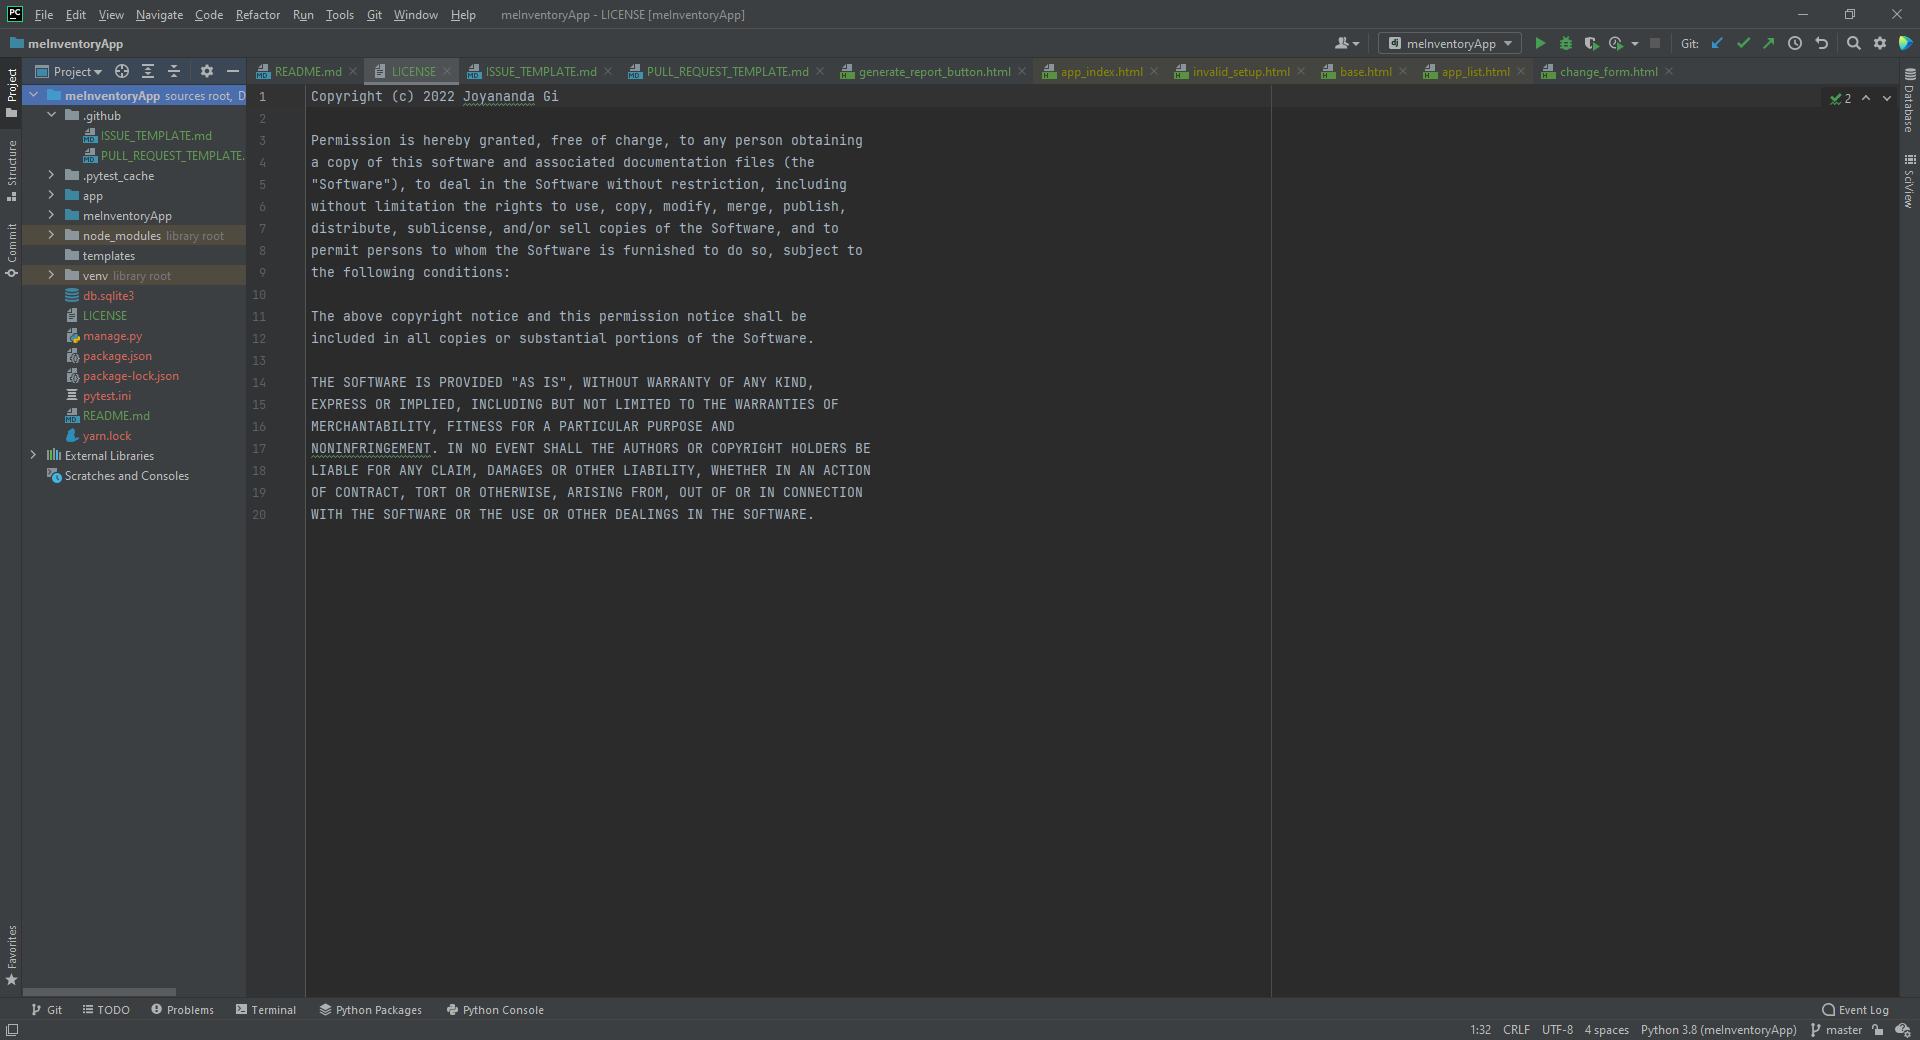 PC File Edit View Navigate Code Refactor Run Tools Git Window Help meInventoryApp - LICENSE [meInventoryApp]
meInventoryApp meInventoryApp Git:
Project README.md LICENSE ISSUE_TEMPLATE.md PULL_REQUEST_TEMPLATE.md generate_report_button.html app_index.html invalid_setup.html base.html app_list.html change_form.html
Project
Structure
Commit
Favorites
meInventoryApp sources root, D
.github
ISSUE_TEMPLATE.md
PULL_REQUEST_TEMPLATE.
.pytest_cache
app
meInventoryApp
node_modules library root
templates
venv library root
db.sqlite3
LICENSE
manage.py
package.json
package-lock.json
pytest.ini
README.md
yarn.lock
External Libraries
Scratches and Consoles
1 Copyright (c) 2022 Joyananda Gi
2
3 Permission is hereby granted, free of charge, to any person obtaining
4 a copy of this software and associated documentation files (the
5 "Software"), to deal in the Software without restriction, including
6 without limitation the rights to use, copy, modify, merge, publish,
7 distribute, sublicense, and/or sell copies of the Software, and to
8 permit persons to whom the Software is furnished to do so, subject to
9 the following conditions:
10
11 The above copyright notice and this permission notice shall be
12 included in all copies or substantial portions of the Software.
13
14 THE SOFTWARE IS PROVIDED "AS IS", WITHOUT WARRANTY OF ANY KIND,
15 EXPRESS OR IMPLIED, INCLUDING BUT NOT LIMITED TO THE WARRANTIES OF
16 MERCHANTABILITY, FITNESS FOR A PARTICULAR PURPOSE AND
17 NONINFRINGEMENT. IN NO EVENT SHALL THE AUTHORS OR COPYRIGHT HOLDERS BE
18 LIABLE FOR ANY CLAIM, DAMAGES OR OTHER LIABILITY, WHETHER IN AN ACTION
19 OF CONTRACT, TORT OR OTHERWISE, ARISING FROM, OUT OF OR IN CONNECTION
20 WITH THE SOFTWARE OR THE USE OR OTHER DEALINGS IN THE SOFTWARE.
2
Database
SciView
Git TODO Problems Terminal Python Packages Python Console Event Log
1:32 CRLF UTF-8 4 spaces Python 3.8 (meInventoryApp) master